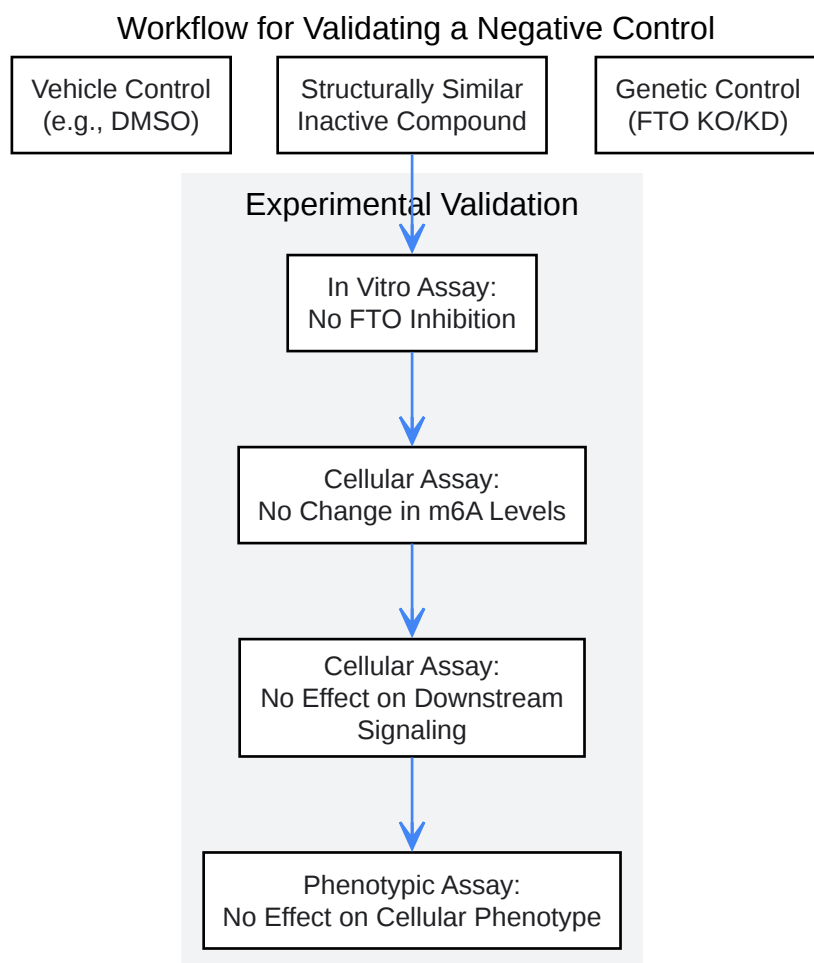 Workflow for Validating a Negative Control
Vehicle Control
(e.g., DMSO)
Structurally Similar
Inactive Compound
Genetic Control
(FTO KO/KD)
Experimental Validation
In Vitro Assay:
No FTO Inhibition
Cellular Assay:
No Change in m6A Levels
Cellular Assay:
No Effect on Downstream
Signaling
Phenotypic Assay:
No Effect on Cellular Phenotype